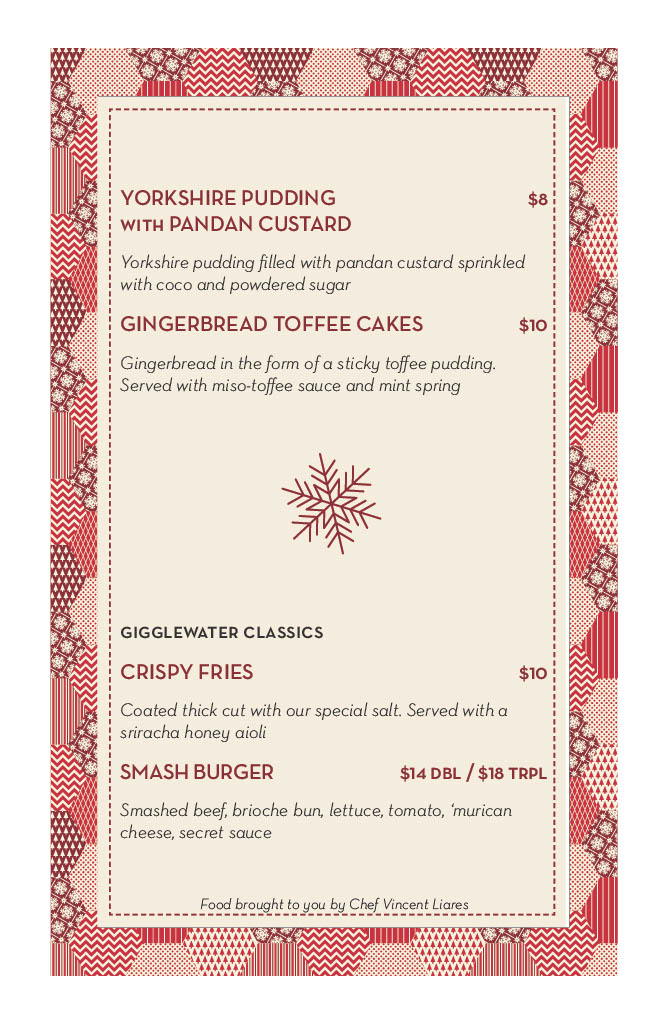 YORKSHIRE PUDDING $8
WITH PANDAN CUSTARD
Yorkshire pudding filled with pandan custard sprinkled
with coco and powdered sugar
GINGERBREAD TOFFEE CAKES $10
Gingerbread in the form of a sticky toffee pudding.
Served with miso-toffee sauce and mint spring
GIGGLEWATER CLASSICS
CRISPY FRIES $10
Coated thick cut with our special salt. Served with a
sriracha honey aioli
SMASH BURGER $14 DBL / $18 TRPL
Smashed beef, brioche bun, lettuce, tomato, ‘murican
cheese, secret sauce
Food brought to you by Chef Vincent Liares